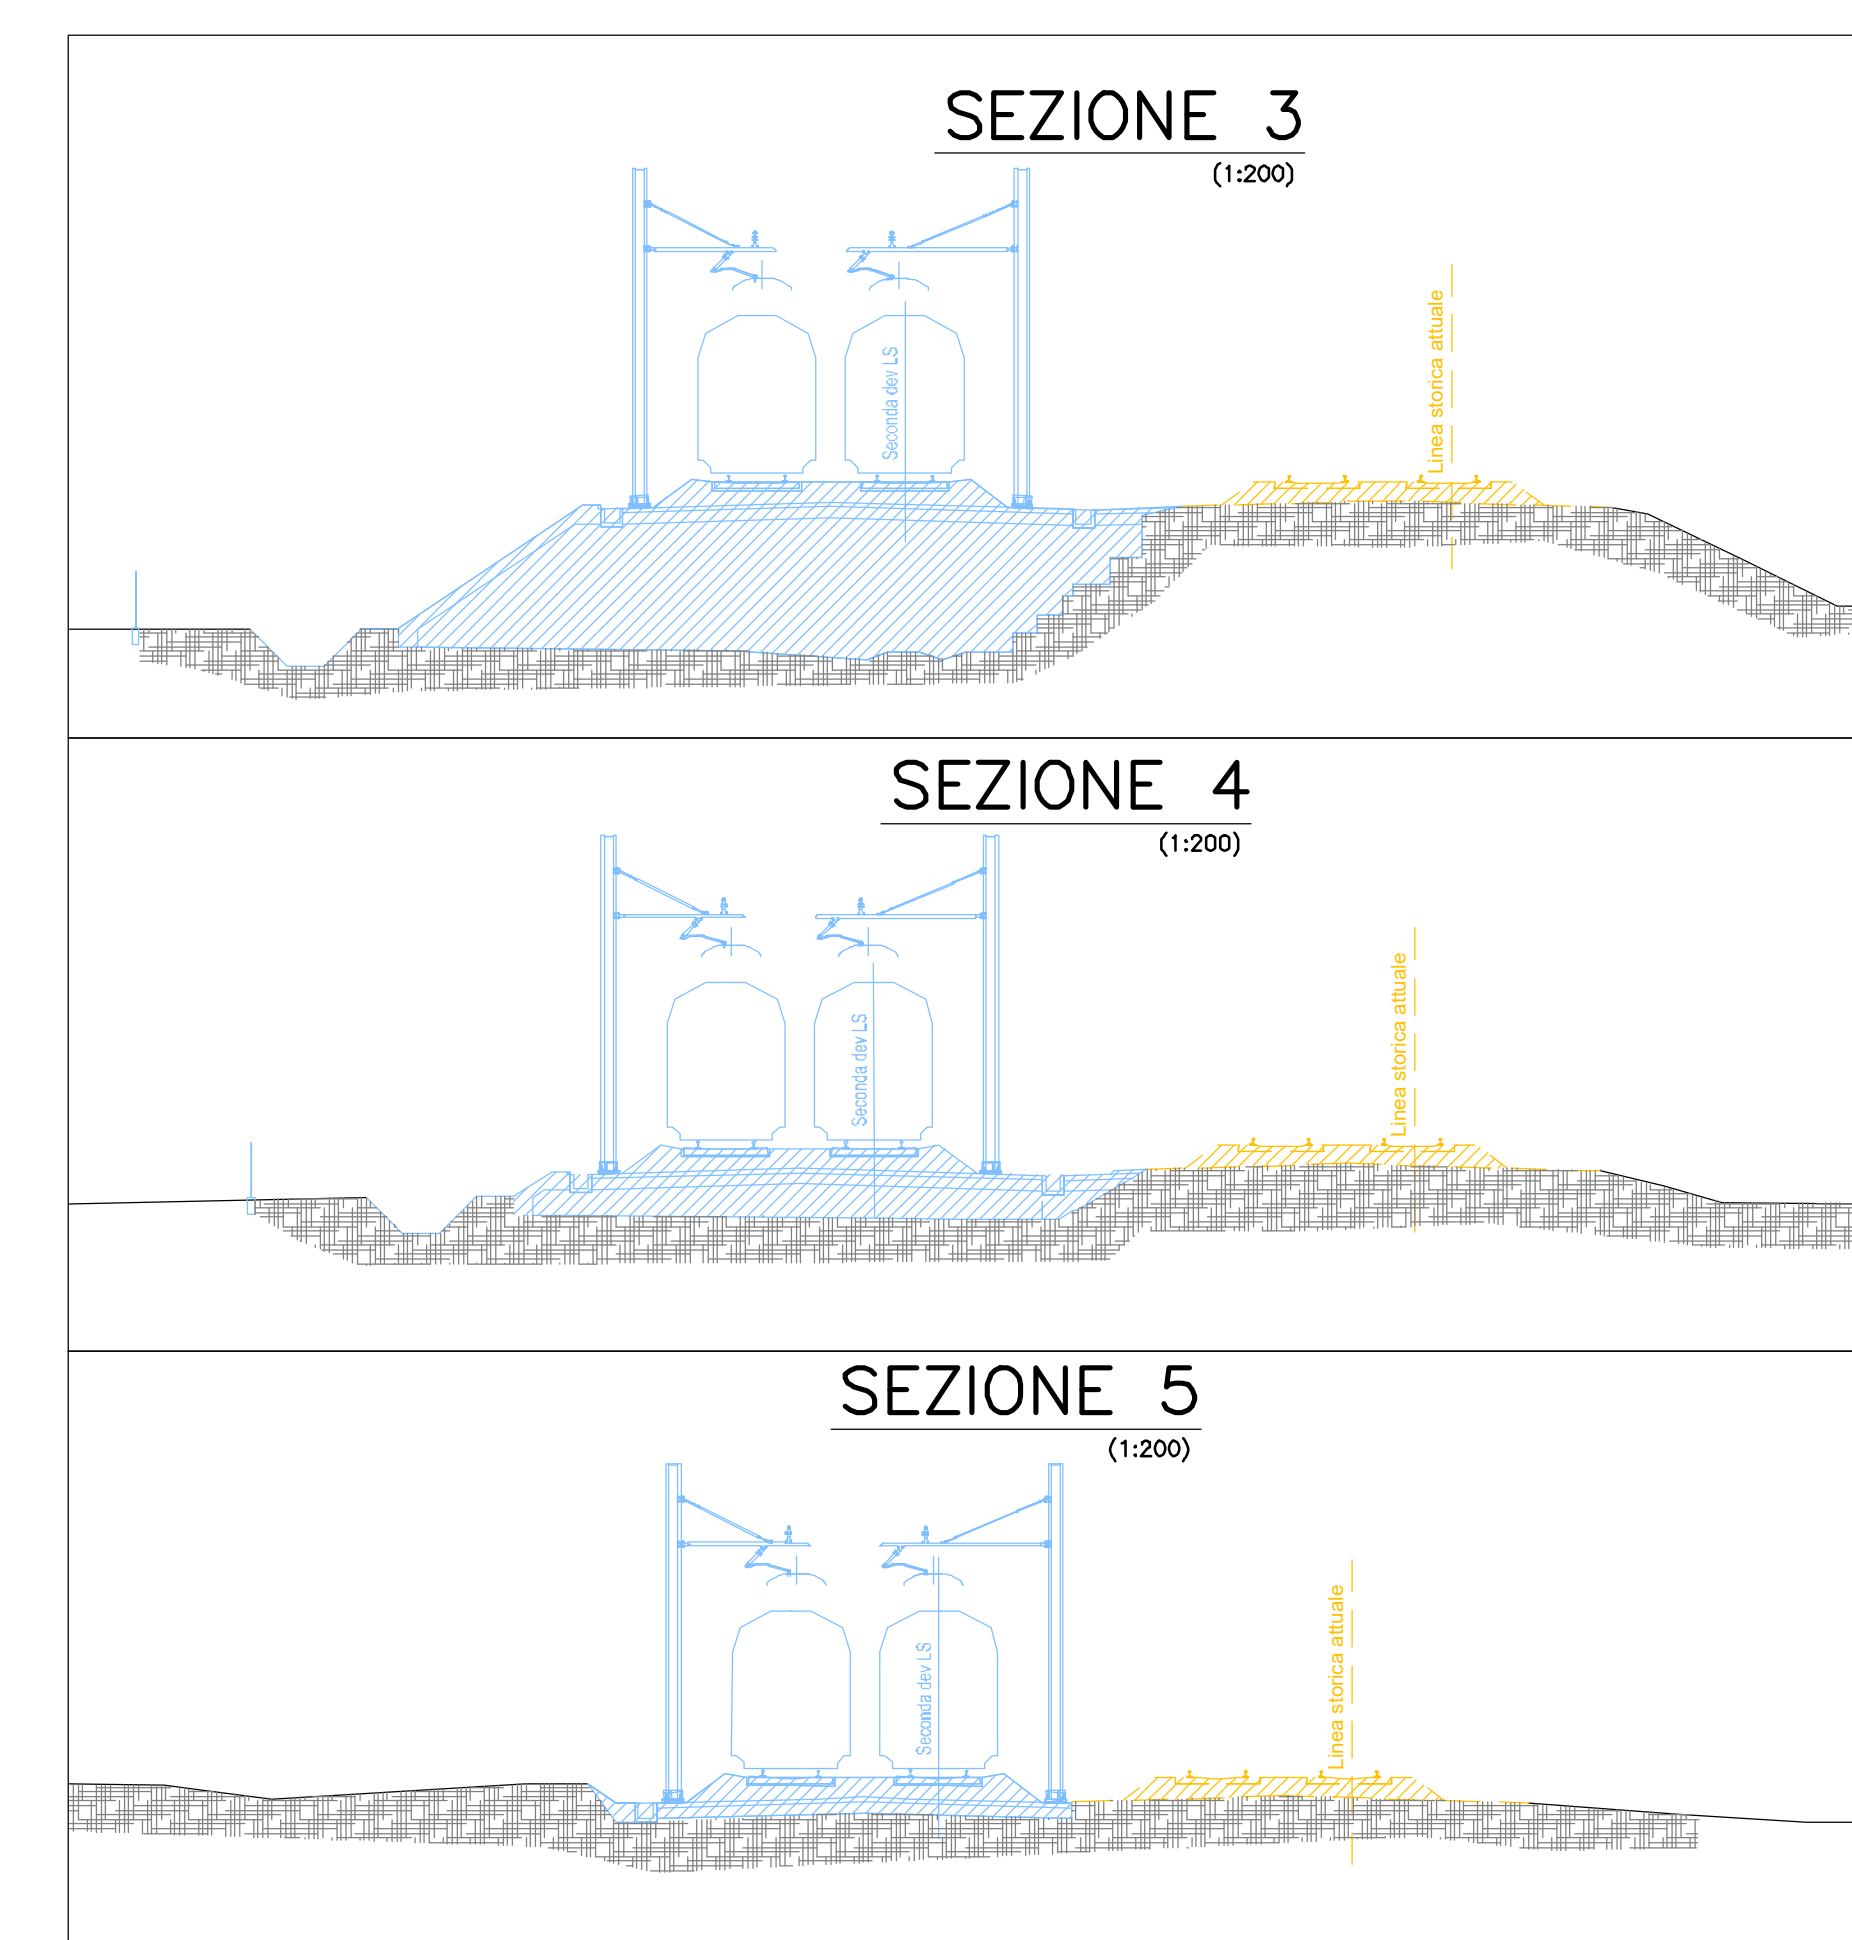 SEZIONE 3
(1:200)
Seconda dev LS
Linea storica attuale
SEZIONE 4
(1:200)
Seconda dev LS
Linea storica attuale
SEZIONE 5
(1:200)
Seconda dev LS
Linea storica attuale